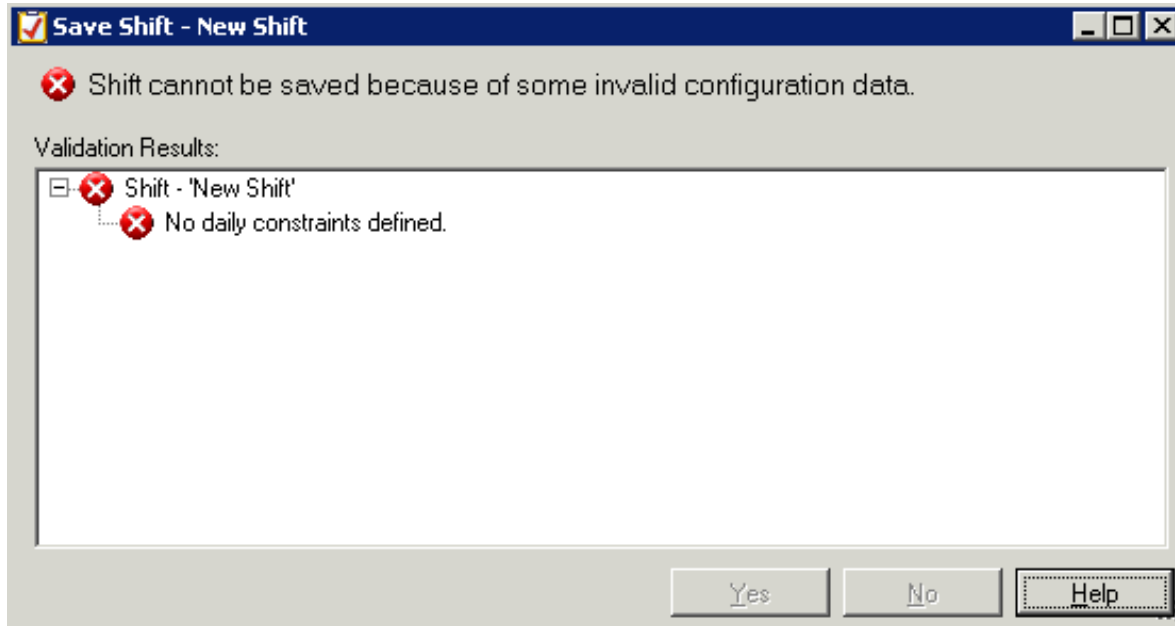 Save Shift - New Shift
Shift cannot be saved because of some invalid configuration data.
Validation Results:
Shift - 'New Shift'
No daily constraints defined.
Yes No Help